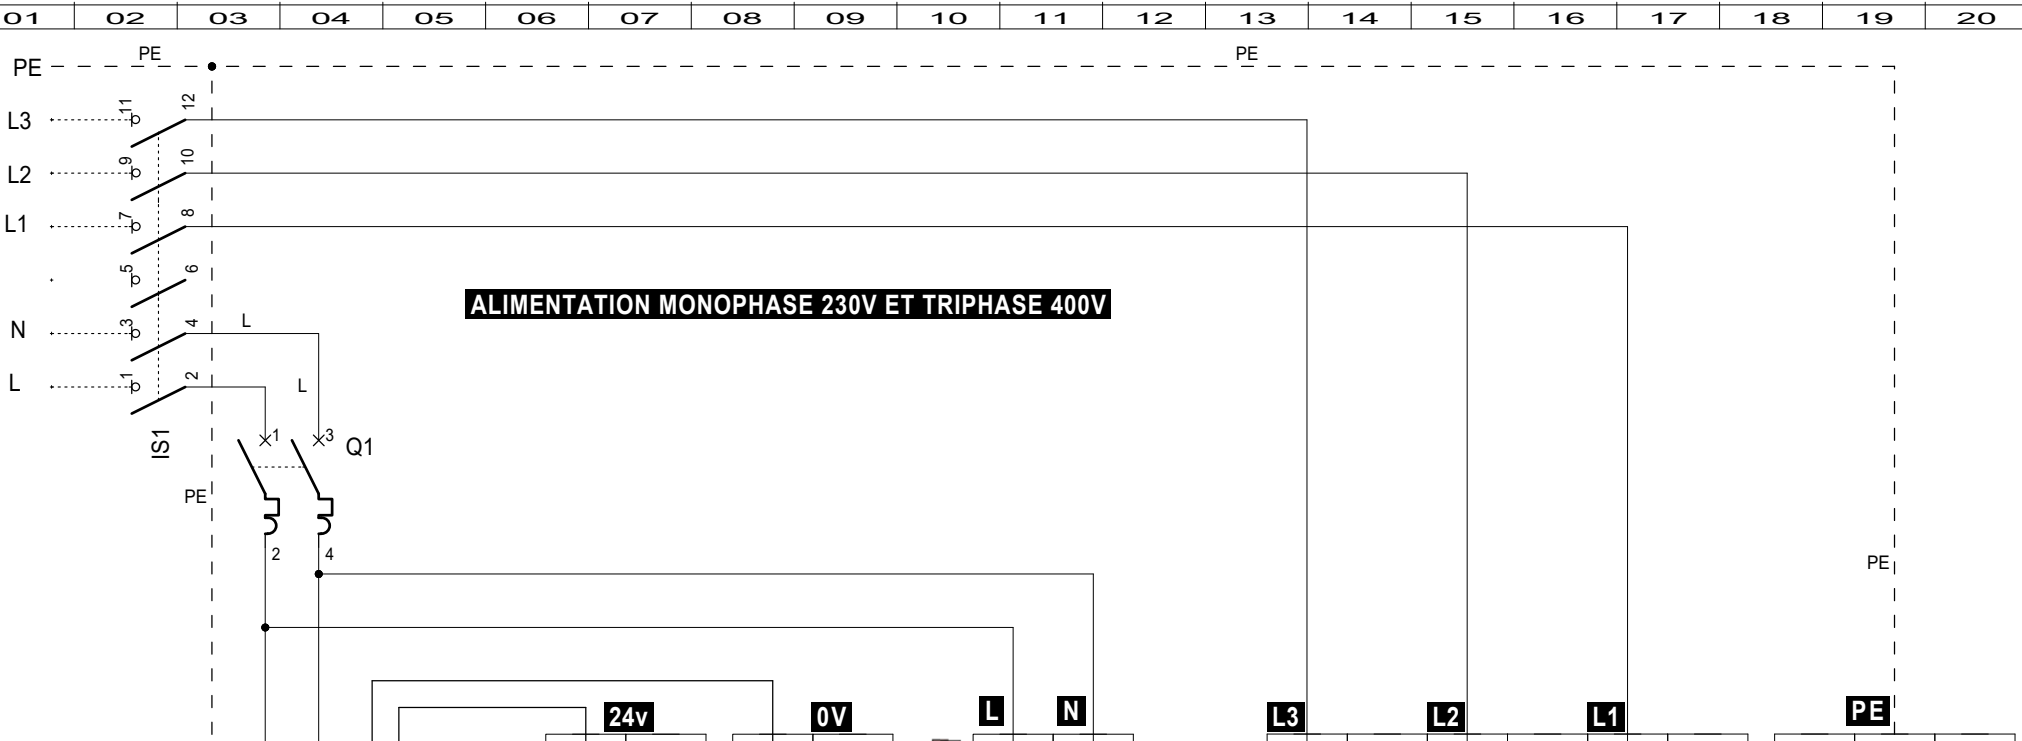 01 02 03 04 05 06 07 08 09 10 11 12 13 14 15 16 17 18 19 20
PE PE PE
L3 11 12
L2 9 10
L1 7 8
5 6
ALIMENTATION MONOPHASE 230V ET TRIPHASE 400V
N 3 4 L
L 1 2 L
IS1 1 3 Q1
PE
2 4
PE
24v 0V L N L3 L2 L1 PE